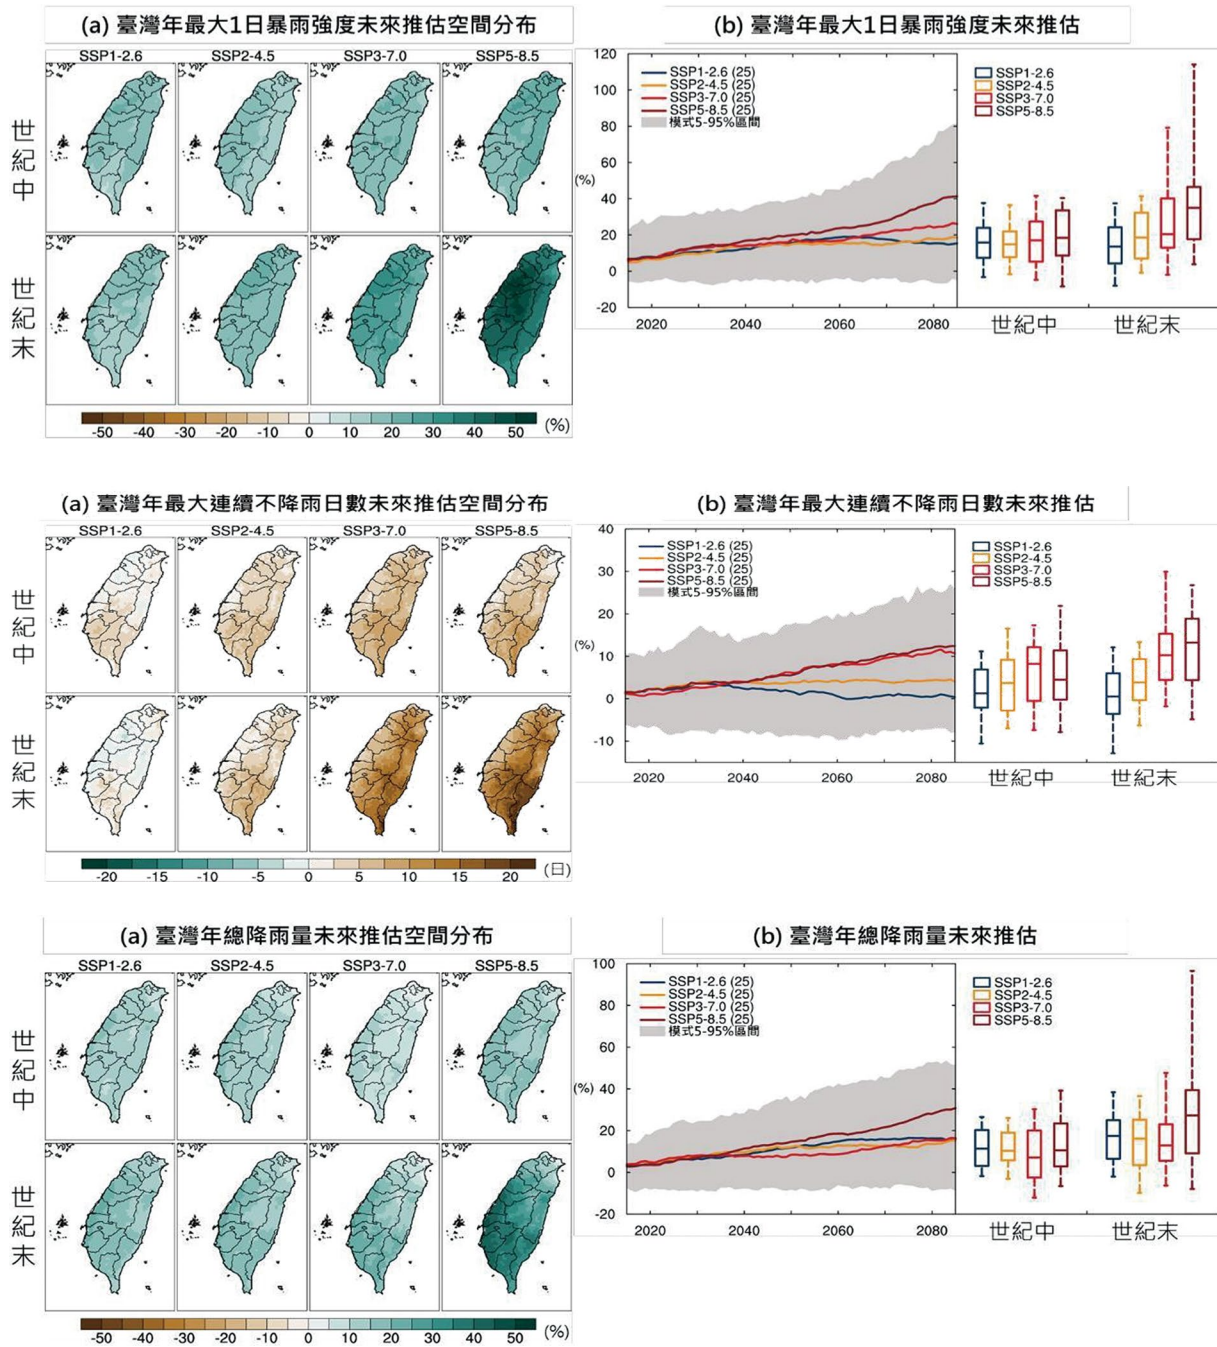 (a) 臺灣年最大1日暴雨強度未來推估空間分布
SSP1-2.6 SSP2-4.5 SSP3-7.0 SSP5-8.5
世紀中
世紀末
-50 -40 -30 -20 -10 0 10 20 30 40 50 (%)
(b) 臺灣年最大1日暴雨強度未來推估
120
100
80
60
40
20
0
-20
(%)
SSP1-2.6 (25)
SSP2-4.5 (25)
SSP3-7.0 (25)
SSP5-8.5 (25)
模式5-95%區間
SSP1-2.6
SSP2-4.5
SSP3-7.0
SSP5-8.5
2020 2040 2060 2080 世紀中 世紀末
(a) 臺灣年最大連續不降雨日數未來推估空間分布
SSP1-2.6 SSP2-4.5 SSP3-7.0 SSP5-8.5
世紀中
世紀末
-20 -15 -10 -5 0 5 10 15 20 (日)
(b) 臺灣年最大連續不降雨日數未來推估
40
30
20
10
0
-10
(%)
SSP1-2.6 (25)
SSP2-4.5 (25)
SSP3-7.0 (25)
SSP5-8.5 (25)
模式5-95%區間
SSP1-2.6
SSP2-4.5
SSP3-7.0
SSP5-8.5
2020 2040 2060 2080 世紀中 世紀末
(a) 臺灣年總降雨量未來推估空間分布
SSP1-2.6 SSP2-4.5 SSP3-7.0 SSP5-8.5
世紀中
世紀末
-50 -40 -30 -20 -10 0 10 20 30 40 50 (%)
(b) 臺灣年總降雨量未來推估
100
80
60
40
20
0
-20
(%)
SSP1-2.6 (25)
SSP2-4.5 (25)
SSP3-7.0 (25)
SSP5-8.5 (25)
模式5-95%區間
SSP1-2.6
SSP2-4.5
SSP3-7.0
SSP5-8.5
2020 2040 2060 2080 世紀中 世紀末